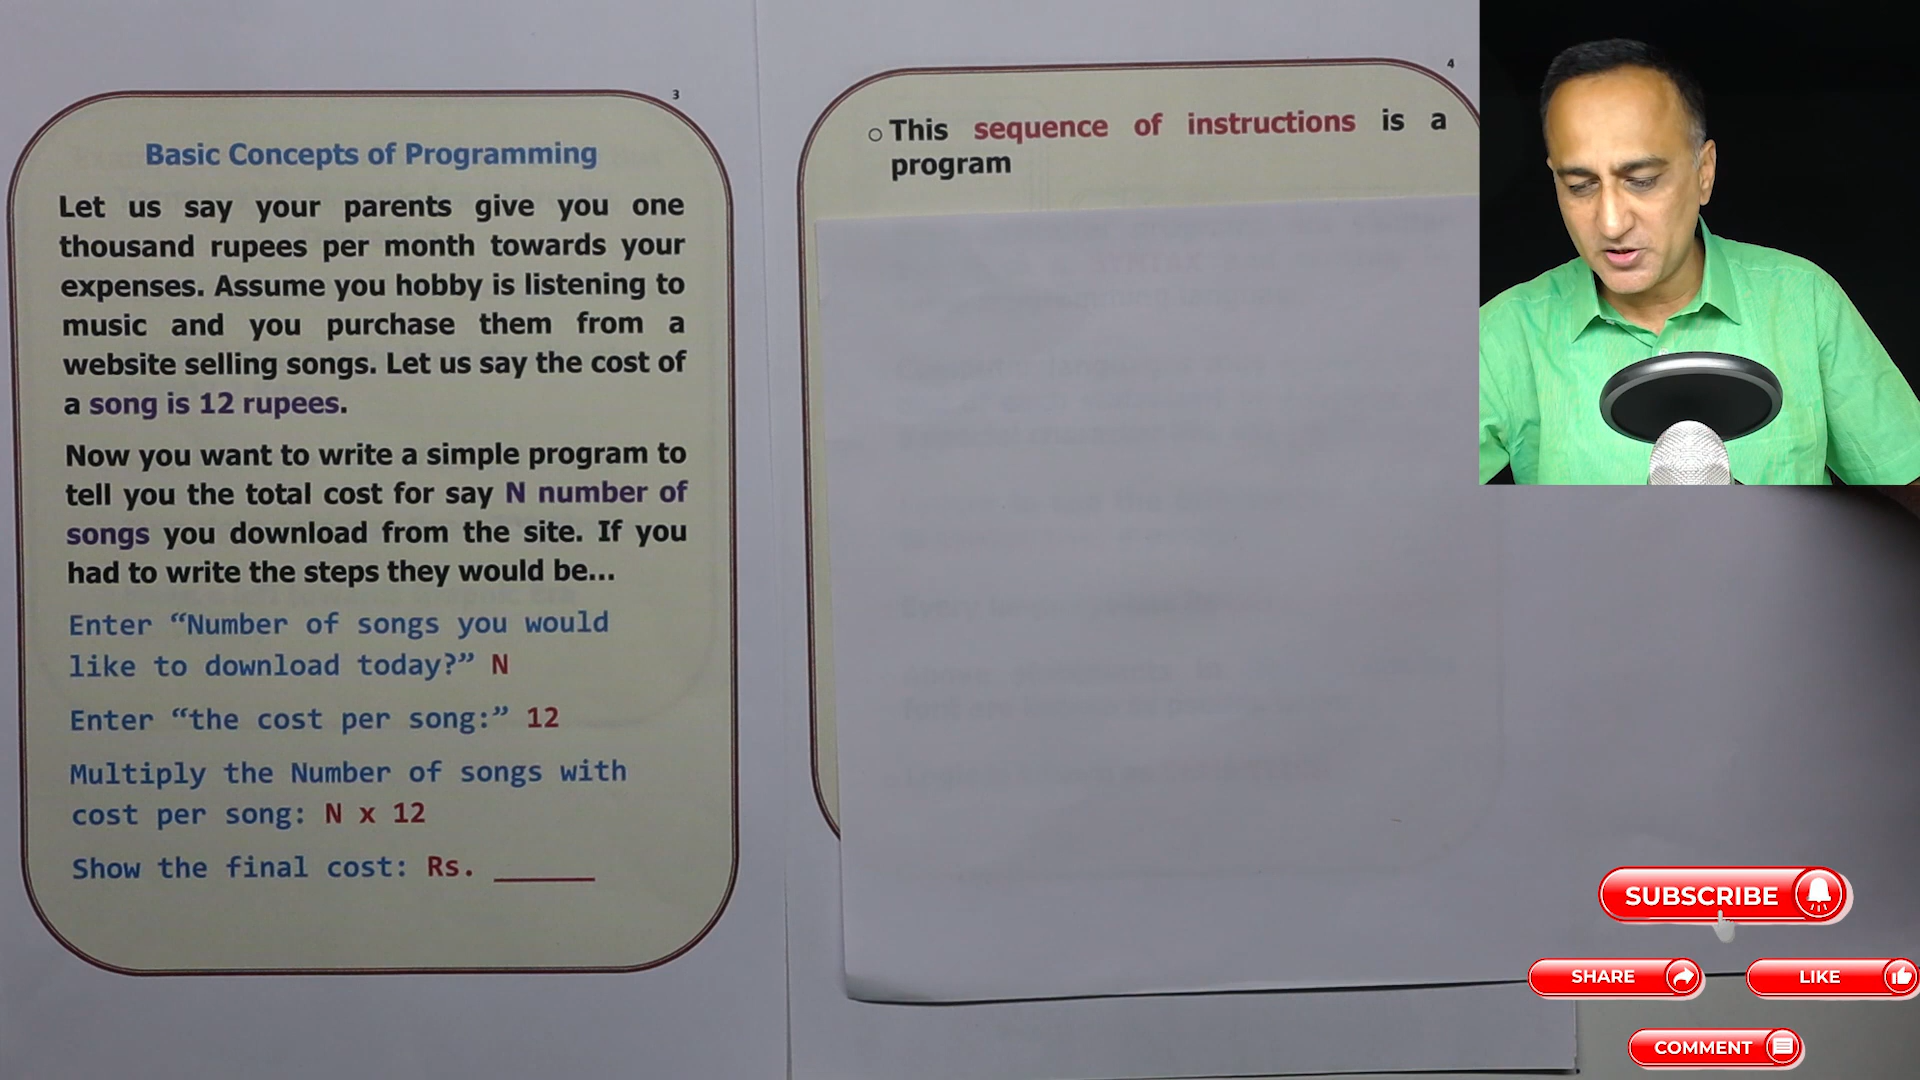 3
Basic Concepts of Programming
Let us say your parents give you one
thousand rupees per month towards your
expenses. Assume you hobby is listening to
music and you purchase them from a
website selling songs. Let us say the cost of
a song is 12 rupees.
Now you want to write a simple program to
tell you the total cost for say N number of
songs you download from the site. If you
had to write the steps they would be...
Enter “Number of songs you would
like to download today?” N
Enter “the cost per song:” 12
Multiply the Number of songs with
cost per song: N x 12
Show the final cost: Rs. ______
4
This sequence of instructions is a
program
SUBSCRIBE
SHARE
LIKE
COMMENT